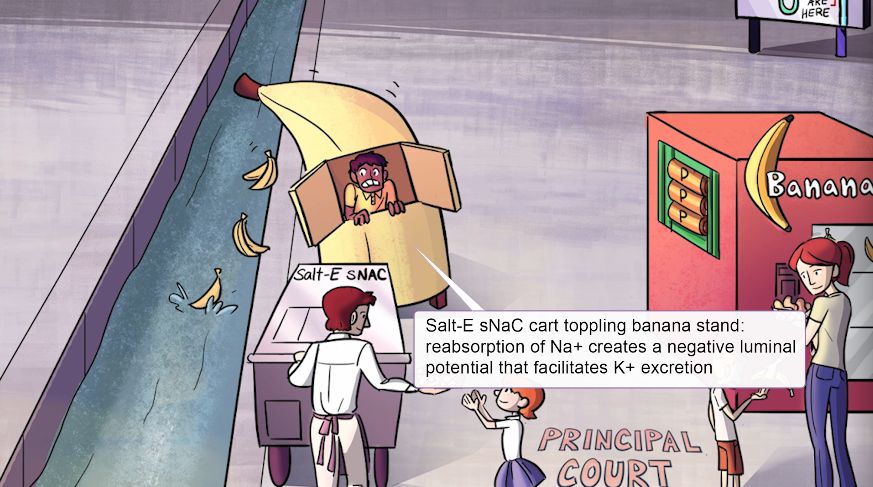 ARE
HERE
P
P
P
Banana
Salt-E sNAC
Salt-E sNaC cart toppling banana stand:
reabsorption of Na+ creates a negative luminal
potential that facilitates K+ excretion
PRINCIPAL
COURT